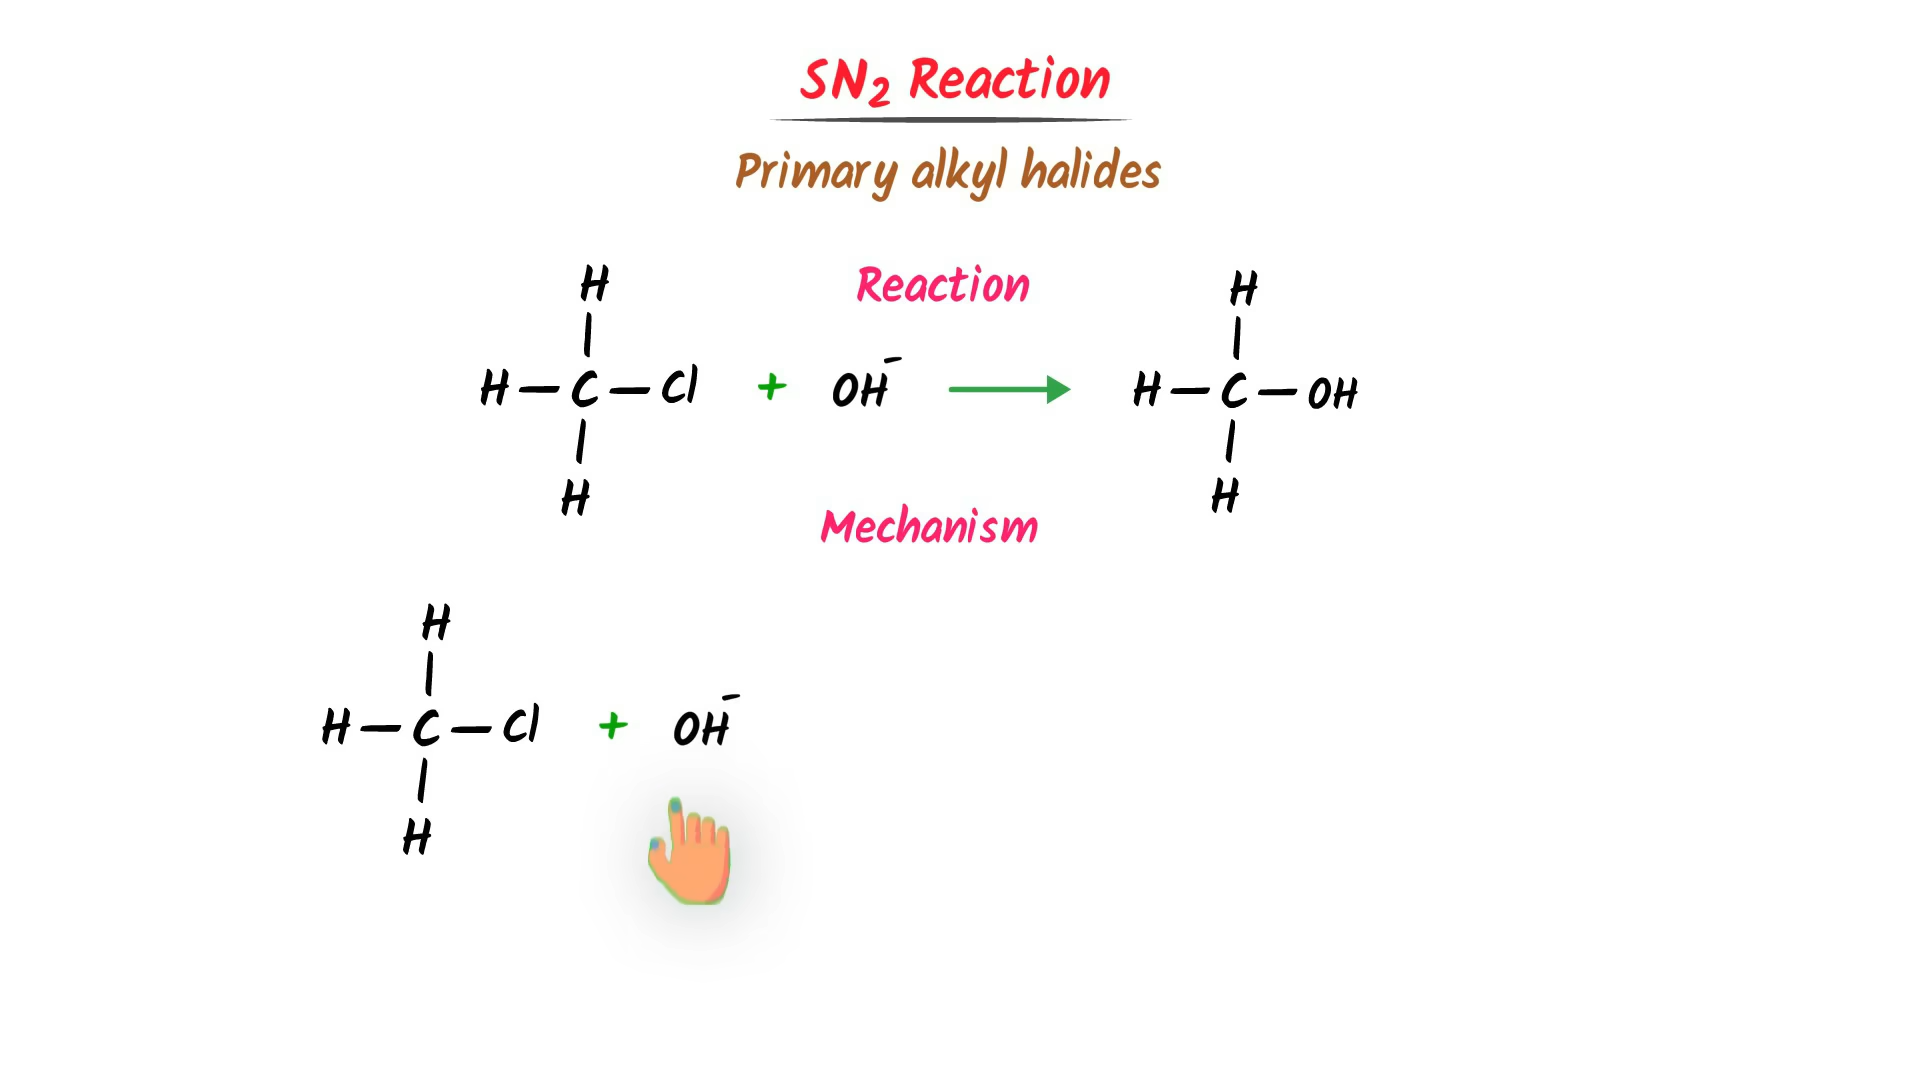 SN₂ Reaction
Primary alkyl halides
Reaction
H H
H—C—Cl + OH⁻ → H—C—OH
H H
Mechanism
H
H—C—Cl + OH⁻
H